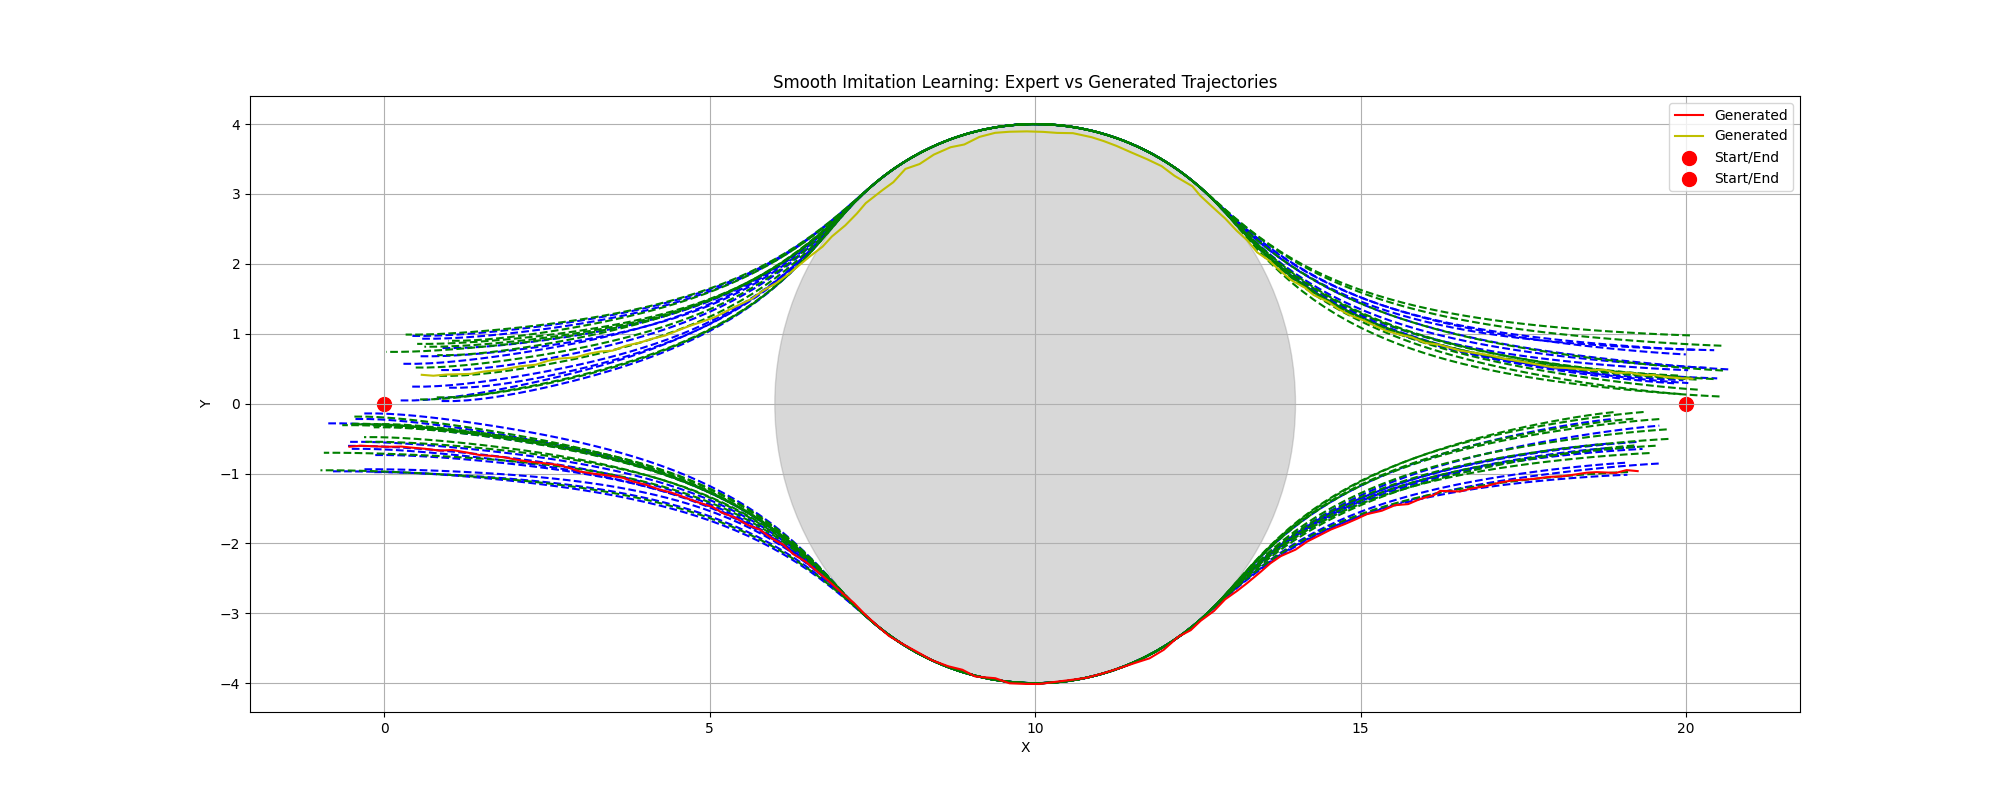 Smooth Imitation Learning: Expert vs Generated Trajectories
Generated
Generated
Start/End
Start/End
4
3
2
1
0
−1
−2
−3
−4
Y
0
5
10
15
20
X